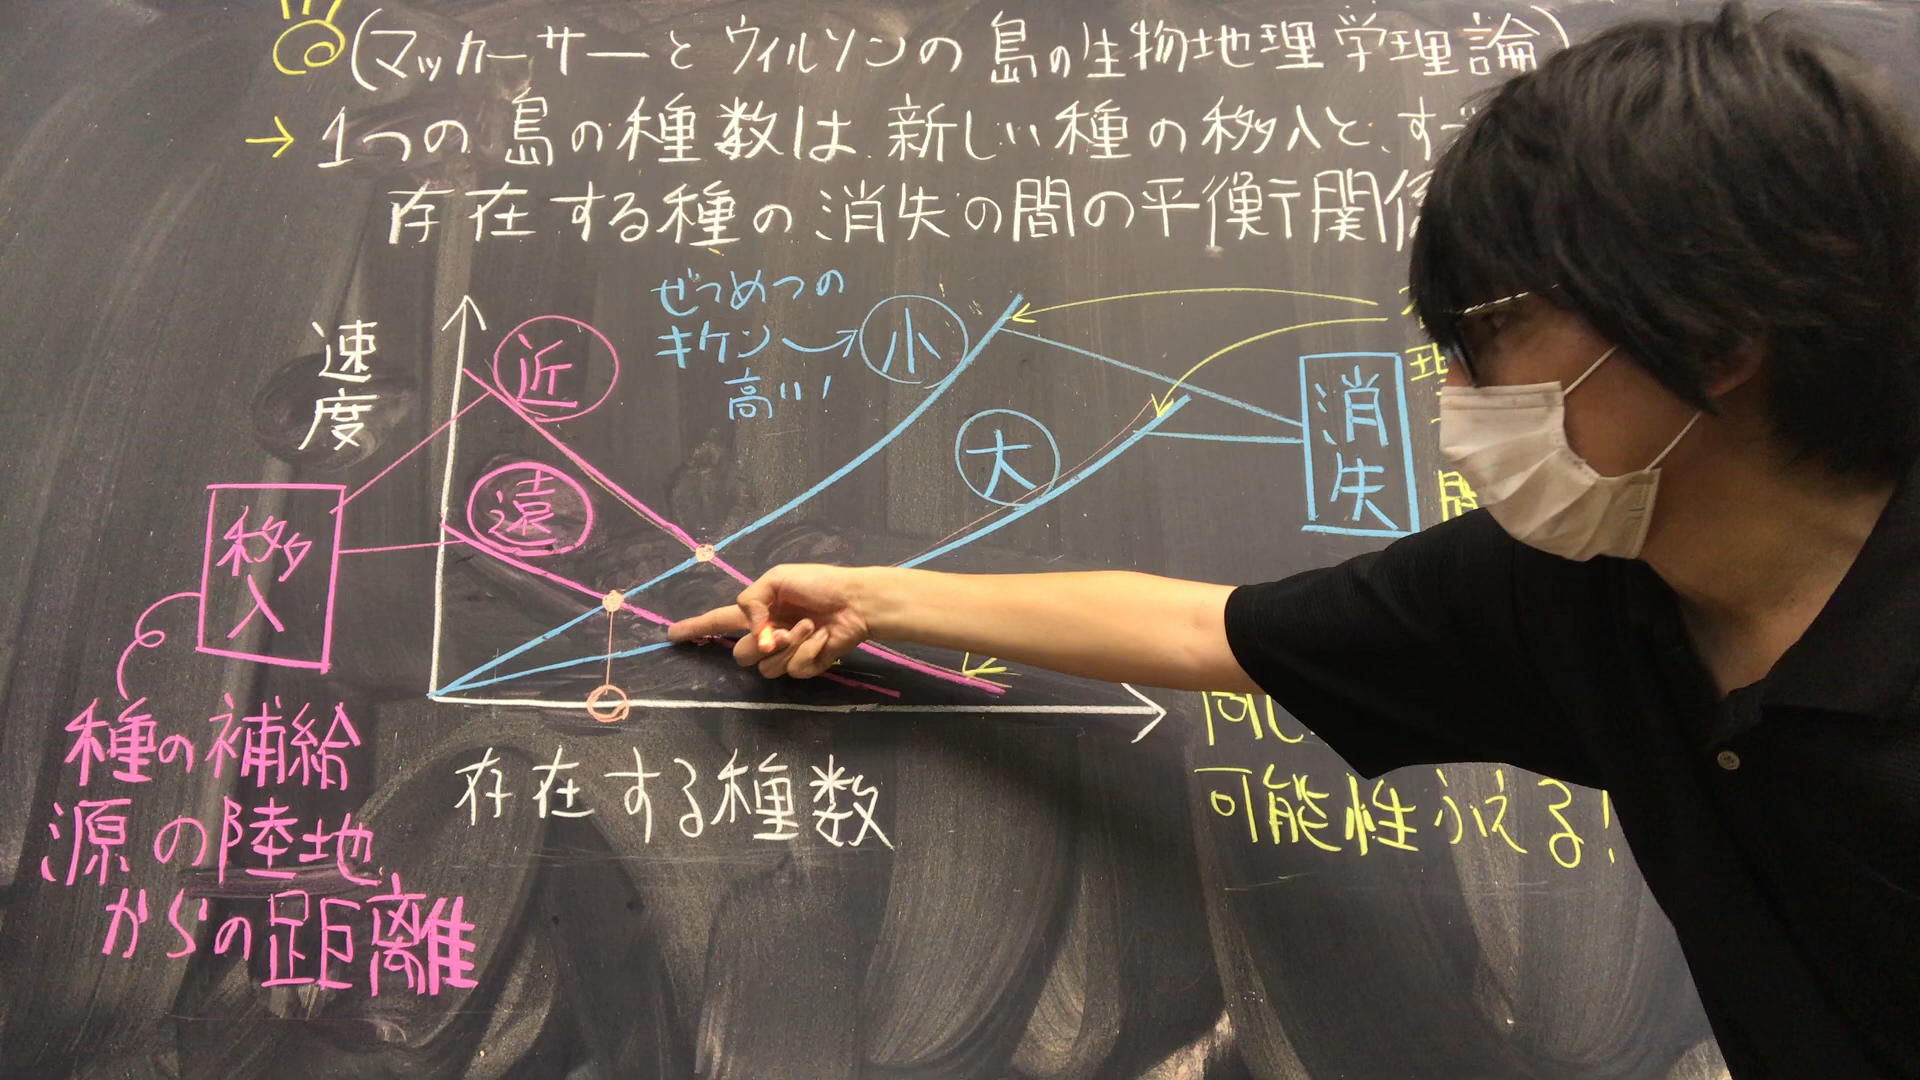 (マッカーサーとウィルソンの島の生物地理学理論)
→1つの島の種数は新しい種の移入と、す
存在する種の消失の間の平衡关関係
ぜつめつの
キケン→
高い!
速度
近
遠
小
大
移入
消失
種の補給
源の陸地
からの距離
存在する種数
同じ
可能性ふえる!